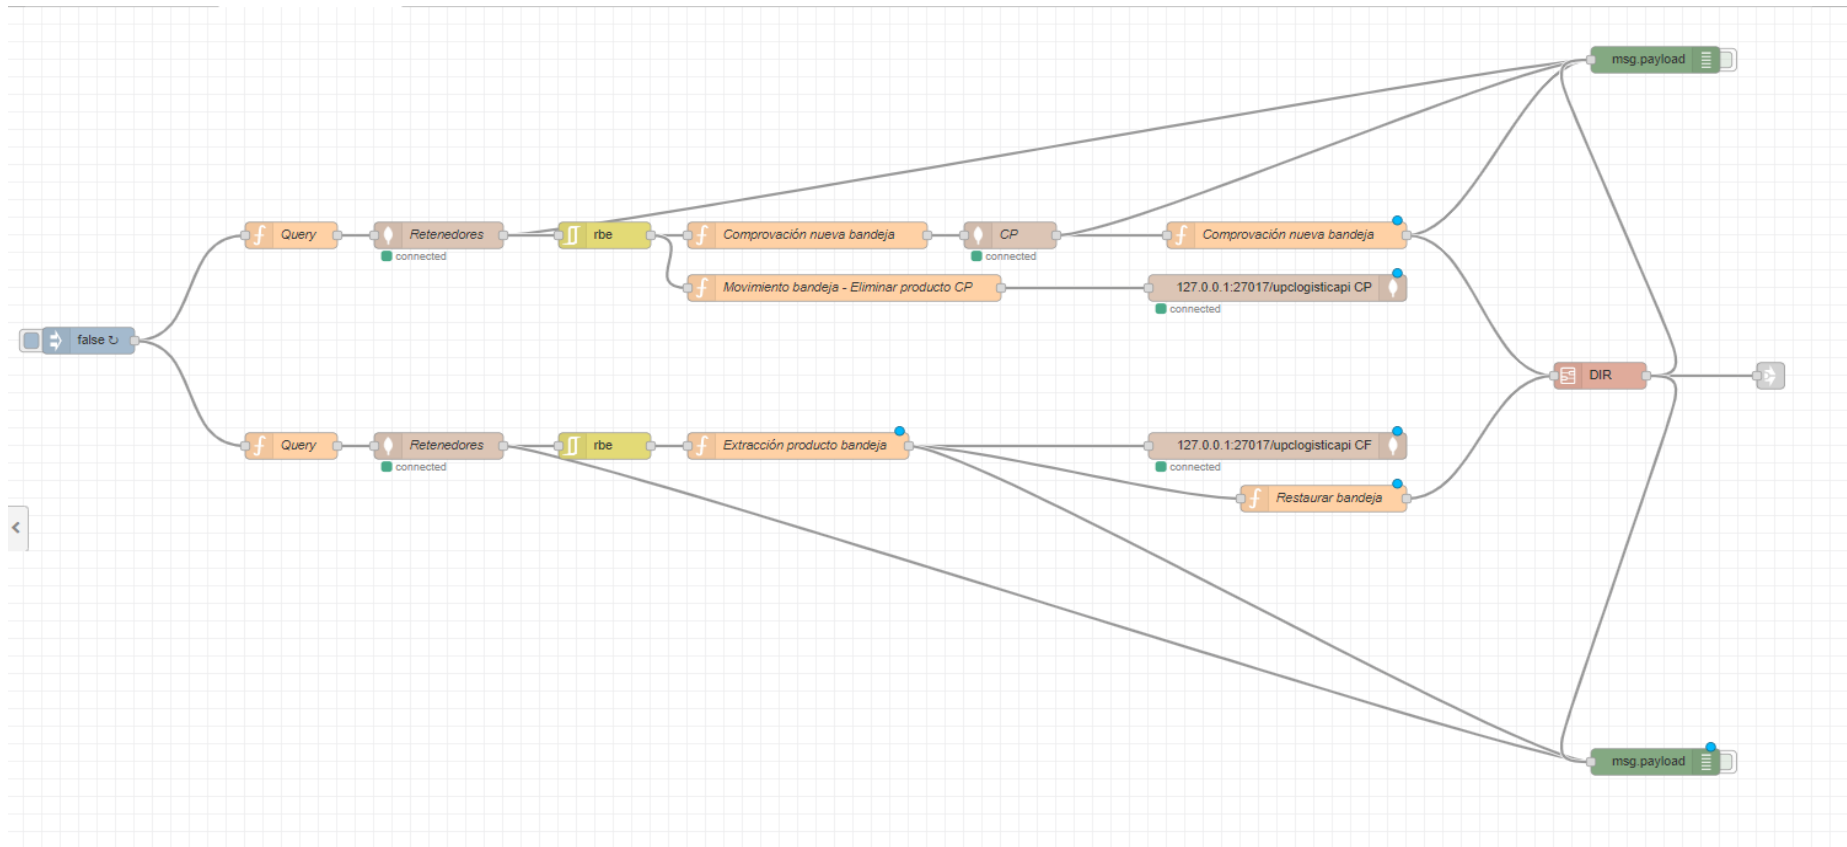 msg.payload
Query
Retenedores
rbe
Comprovación nueva bandeja
CP
Comprovación nueva bandeja
connected
connected
Movimiento bandeja - Eliminar producto CP
127.0.0.1:27017/upclogisticapi CP
connected
false ↻
DIR
Query
Retenedores
rbe
Extracción producto bandeja
127.0.0.1:27017/upclogisticapi CF
connected
connected
Restaurar bandeja
msg.payload